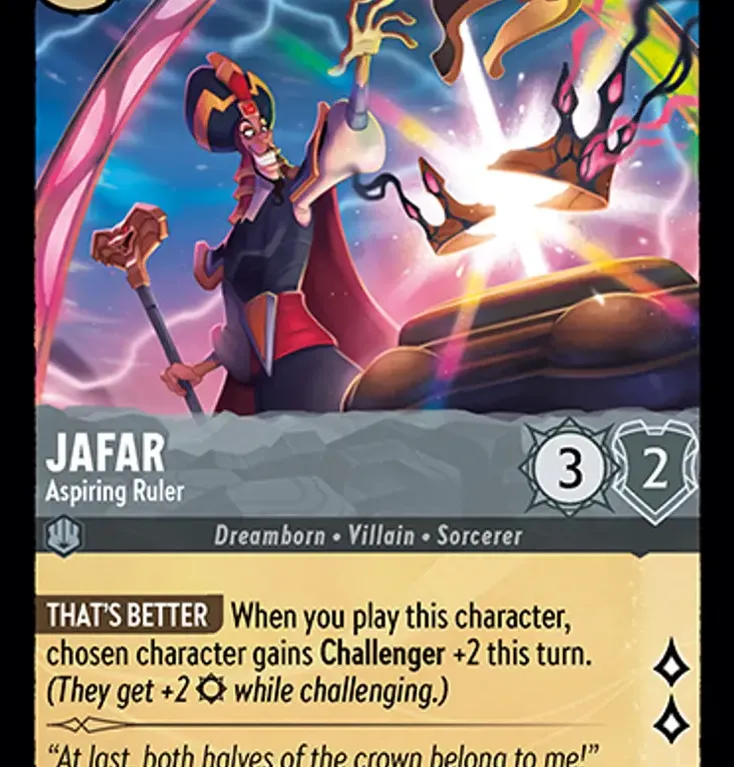 JAFAR
Aspiring Ruler
3
2
Dreamborn • Villain • Sorcerer
THAT'S BETTER When you play this character,
chosen character gains Challenger +2 this turn.
(They get +2 while challenging.)
“At last, both halves of the crown belong to me!”